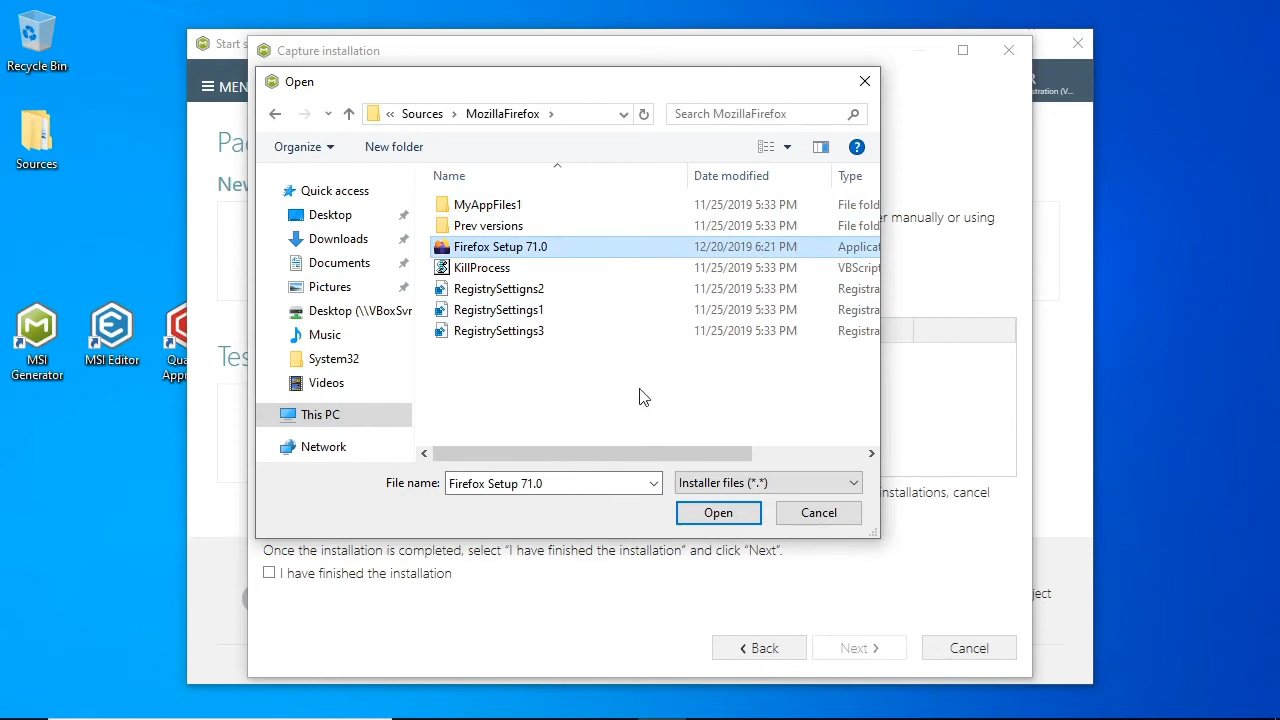 Recycle Bin
Sources
MSI
Generator
MSI Editor
Start
MENU
Capture installation
Open
Sources
MozillaFirefox
Search MozillaFirefox
Organize
New folder
Name
Date modified
Type
Quick access
Desktop
Downloads
Documents
Pictures
Desktop (\\VBoxSvr
Music
System32
Videos
This PC
Network
MyAppFiles1
11/25/2019 5:33 PM
File fold
Prev versions
11/25/2019 5:33 PM
File fold
Firefox Setup 71.0
12/20/2019 6:21 PM
Applicat
KillProcess
11/25/2019 5:33 PM
VBScript
RegistrySettigns2
11/25/2019 5:33 PM
Registra
RegistrySettings1
11/25/2019 5:33 PM
Registra
RegistrySettings3
11/25/2019 5:33 PM
Registra
File name:
Firefox Setup 71.0
Installer files (*.*)
Open
Cancel
manually or using
installations, cancel
Once the installation is completed, select “I have finished the installation” and click “Next”.
I have finished the installation
Back
Next
Cancel